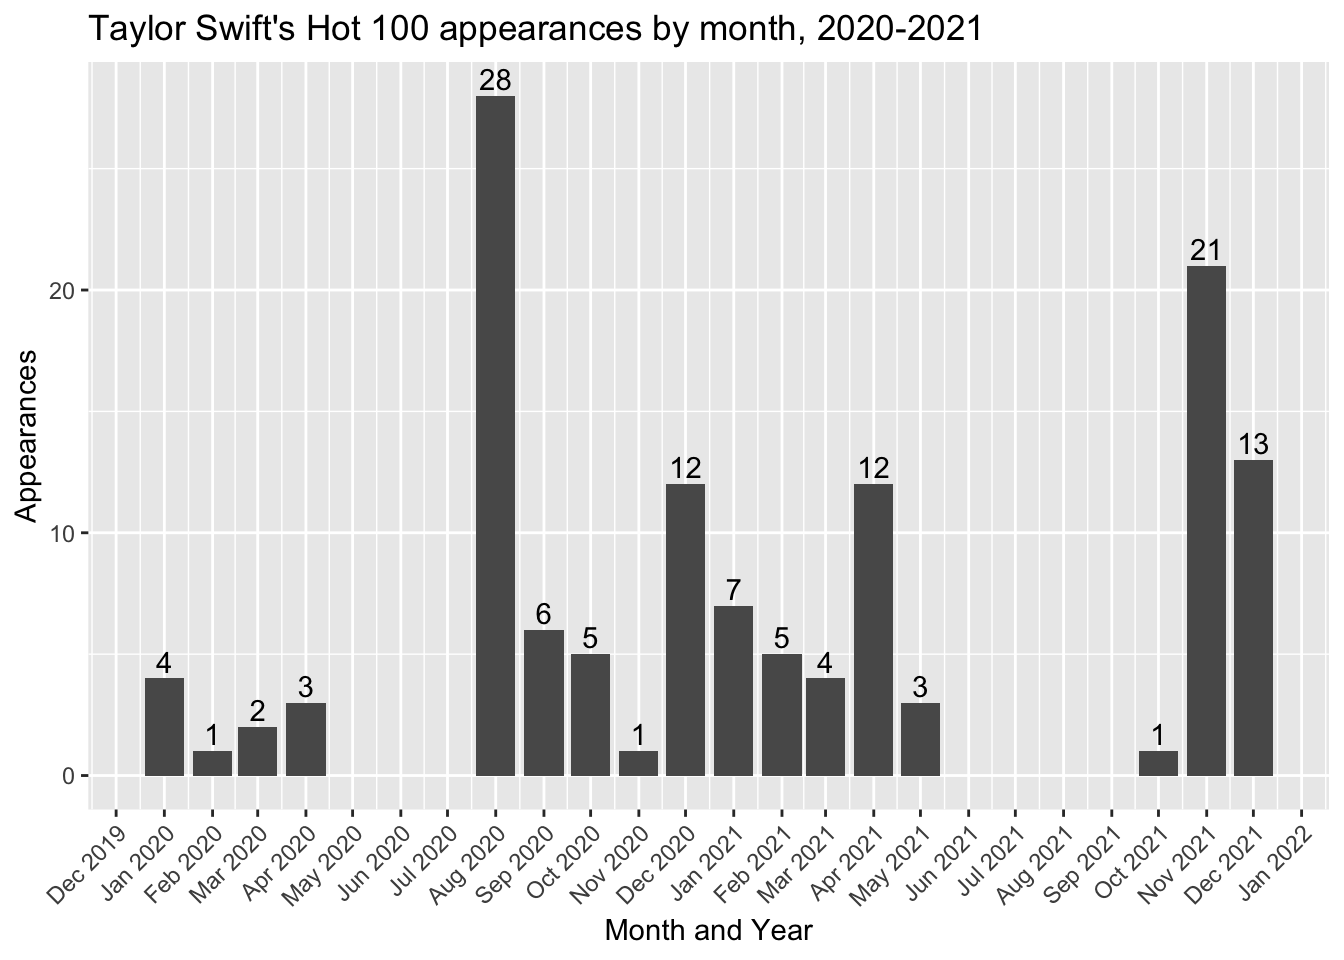 Taylor Swift's Hot 100 appearances by month, 2020-2021
28
21
20
13
12
12
10
7
6
5
5
4
4
3
3
2
1
1
1
0
Appearances
Dec 2019
Jan 2020
Feb 2020
Mar 2020
Apr 2020
May 2020
Jun 2020
Jul 2020
Aug 2020
Sep 2020
Oct 2020
Nov 2020
Dec 2020
Jan 2021
Feb 2021
Mar 2021
Apr 2021
May 2021
Jun 2021
Jul 2021
Aug 2021
Sep 2021
Oct 2021
Nov 2021
Dec 2021
Jan 2022
Month and Year